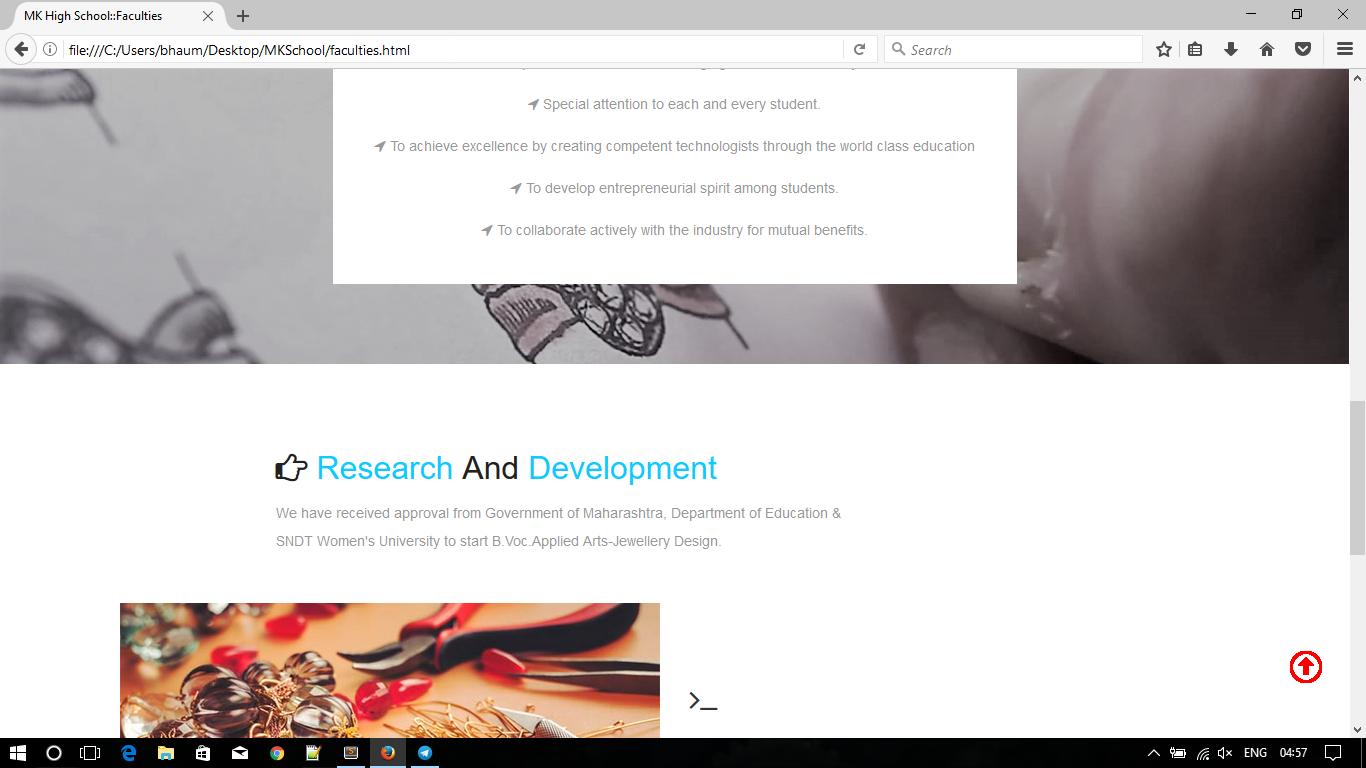 MK High School::Faculties
file:///C:/Users/bhaum/Desktop/MKSchool/faculties.html
Search
Special attention to each and every student.
To achieve excellence by creating competent technologists through the world class education
To develop entrepreneurial spirit among students.
To collaborate actively with the industry for mutual benefits.
Research And Development
We have received approval from Government of Maharashtra, Department of Education &
SNDT Women's University to start B.Voc.Applied Arts-Jewellery Design.
ENG
04:57